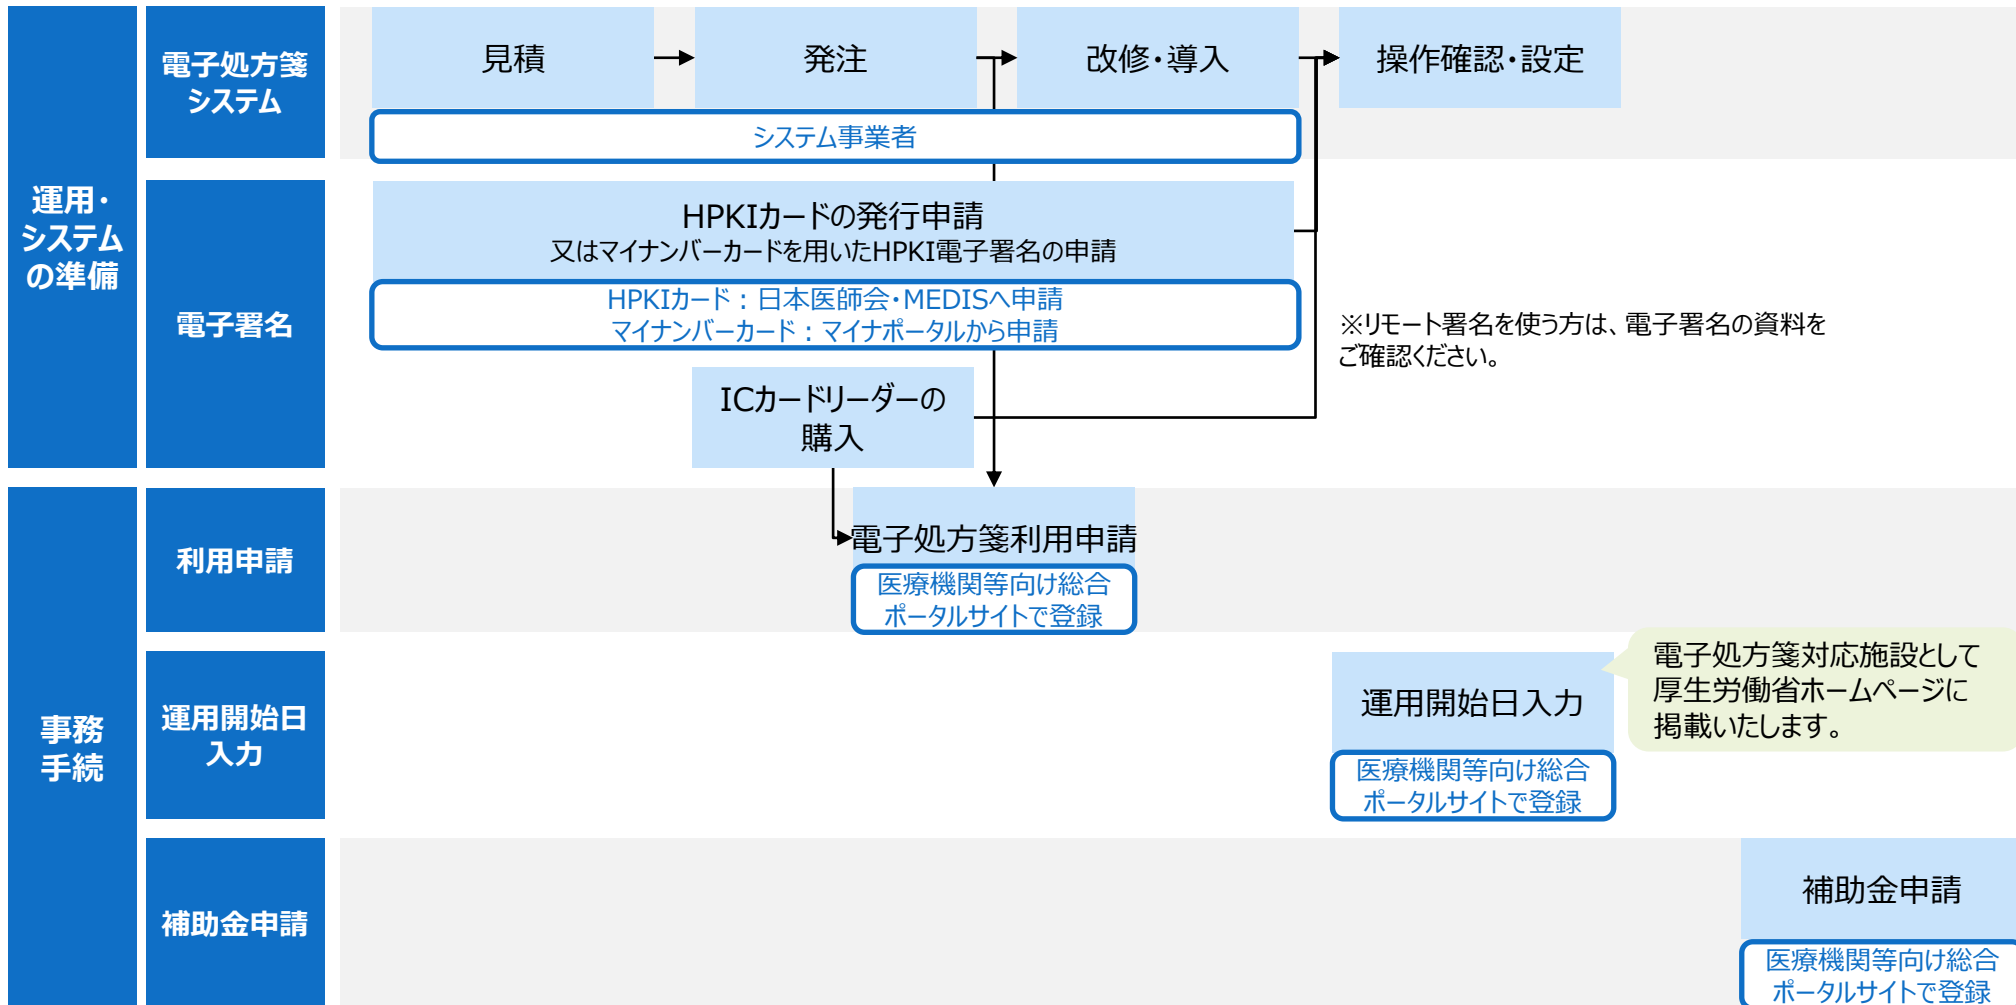 運用・
システム
の準備
電子処方箋
システム
見積
発注
改修・導入
操作確認・設定
システム事業者
電子署名
HPKIカードの発行申請
又はマイナンバーカードを用いたHPKI電子署名の申請
HPKIカード：日本医師会・MEDISへ申請
マイナンバーカード：マイナポータルから申請
※リモート署名を使う方は、電子署名の資料を
ご確認ください。
ICカードリーダーの
購入
事務
手続
利用申請
電子処方箋利用申請
医療機関等向け総合
ポータルサイトで登録
運用開始日
入力
運用開始日入力
医療機関等向け総合
ポータルサイトで登録
電子処方箋対応施設として
厚生労働省ホームページに
掲載いたします。
補助金申請
補助金申請
医療機関等向け総合
ポータルサイトで登録